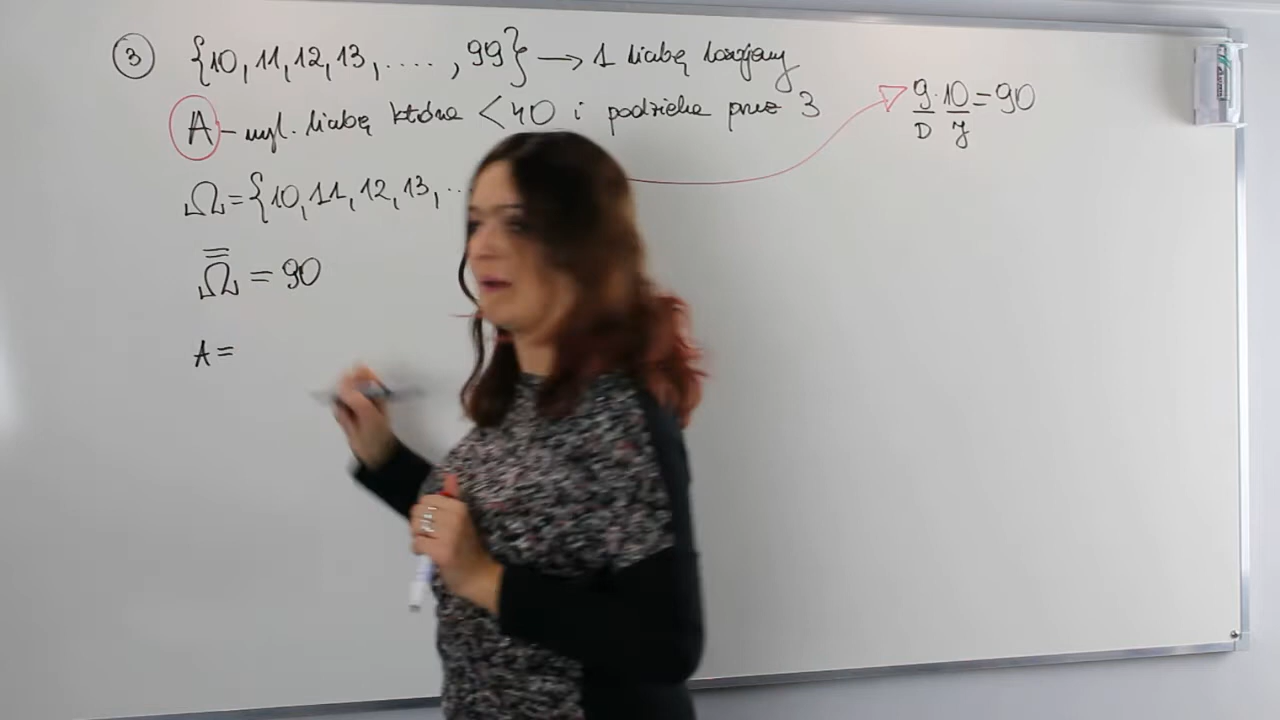 3 {10, 11, 12, 13, ...., 99} → 1 liczbę losujemy
A - wyl. liczbę która < 40 i podzielna przez 3
Ω = {10, 11, 12, 13, ..
Ω = 90
A =
9 · 10 = 90
D J